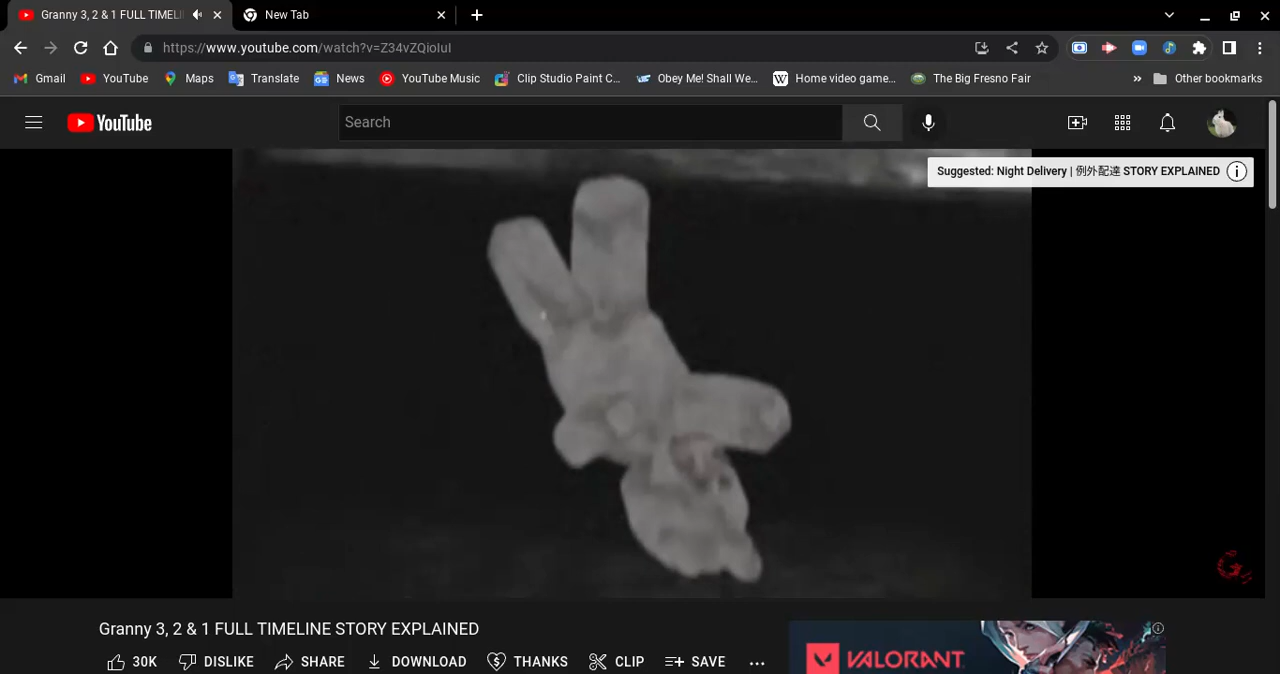 Granny 3, 2 & 1 FULL TIMELI
New Tab
https://www.youtube.com/watch?v=Z34vZQioIuI
Gmail
YouTube
Maps
Translate
News
YouTube Music
Clip Studio Paint C...
Obey Me! Shall We...
Home video game...
The Big Fresno Fair
»
Other bookmarks
YouTube
Search
Suggested: Night Delivery | 例外配達 STORY EXPLAINED
Granny 3, 2 & 1 FULL TIMELINE STORY EXPLAINED
30K
DISLIKE
SHARE
DOWNLOAD
THANKS
CLIP
SAVE
...
VALORANT